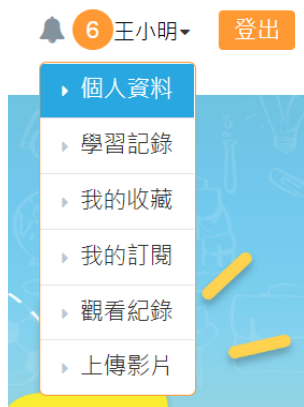 6 王小明 登出
個人資料
學習記錄
我的收藏
我的訂閱
觀看紀錄
上傳影片